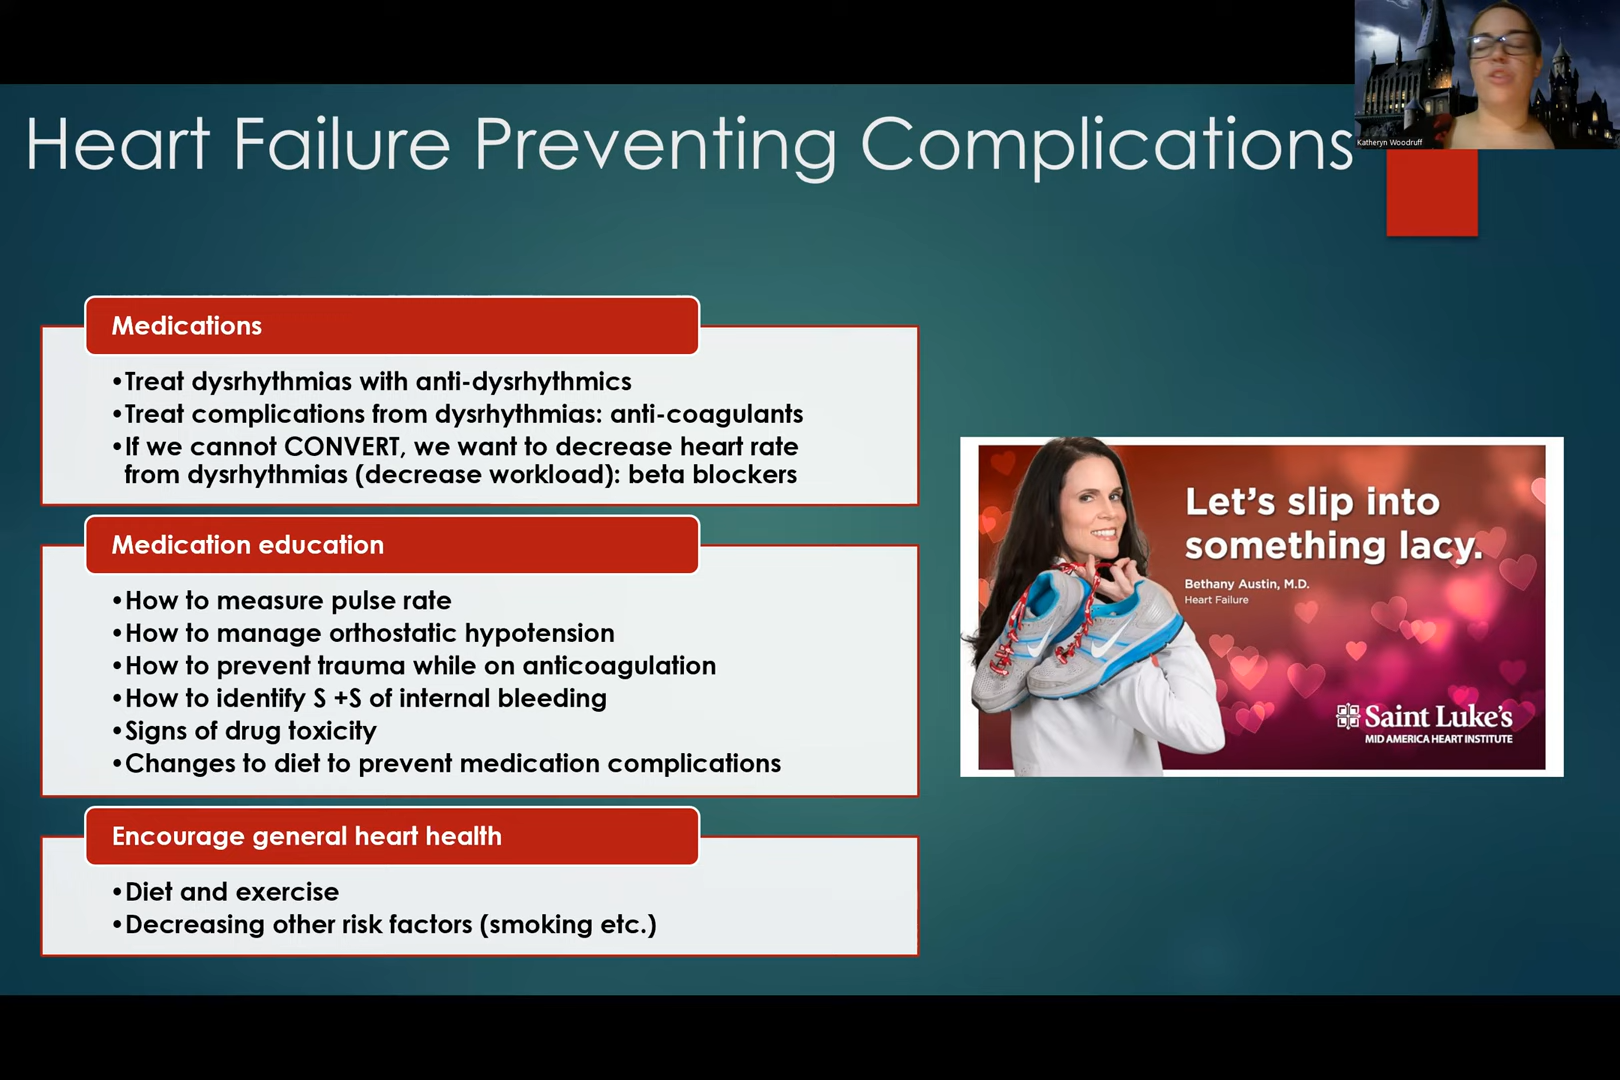 Heart Failure Preventing Complications
Katheryn Woodruff
Medications
•Treat dysrhythmias with anti-dysrhythmics
•Treat complications from dysrhythmias: anti-coagulants
•If we cannot CONVERT, we want to decrease heart rate
from dysrhythmias (decrease workload): beta blockers
Medication education
•How to measure pulse rate
•How to manage orthostatic hypotension
•How to prevent trauma while on anticoagulation
•How to identify S +S of internal bleeding
•Signs of drug toxicity
•Changes to diet to prevent medication complications
Encourage general heart health
•Diet and exercise
•Decreasing other risk factors (smoking etc.)
Let's slip into
something lacy.
Bethany Austin, M.D.
Heart Failure
Saint Luke's
MID AMERICA HEART INSTITUTE